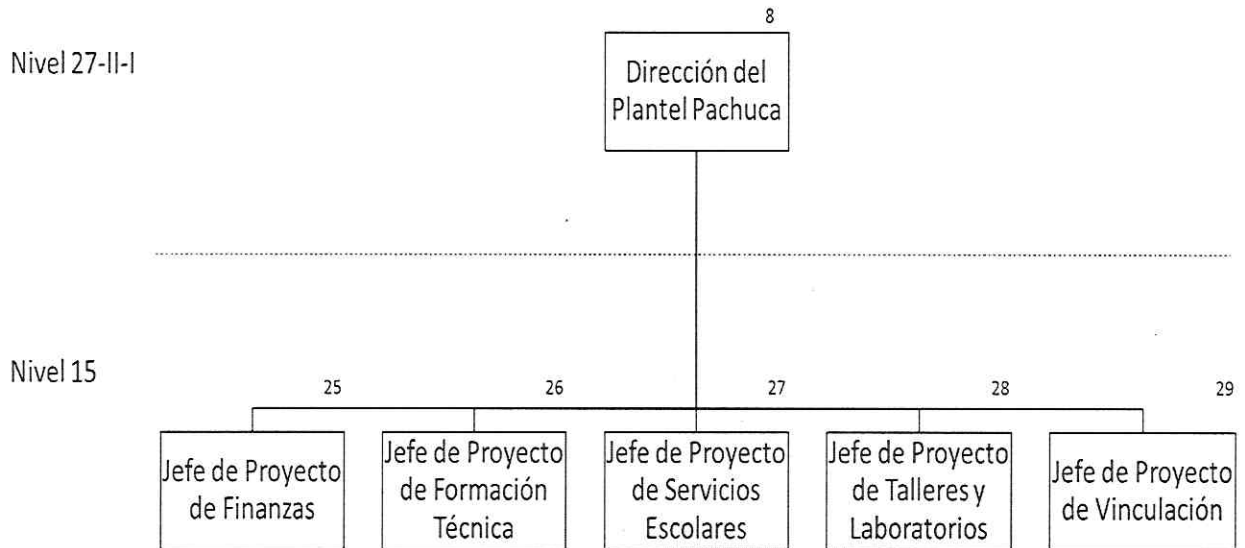 8
Nivel 27-II-I
Dirección del
Plantel Pachuca
Nivel 15
25
26
27
28
29
Jefe de Proyecto
de Finanzas
Jefe de Proyecto
de Formación
Técnica
Jefe de Proyecto
de Servicios
Escolares
Jefe de Proyecto
de Talleres y
Laboratorios
Jefe de Proyecto
de Vinculación